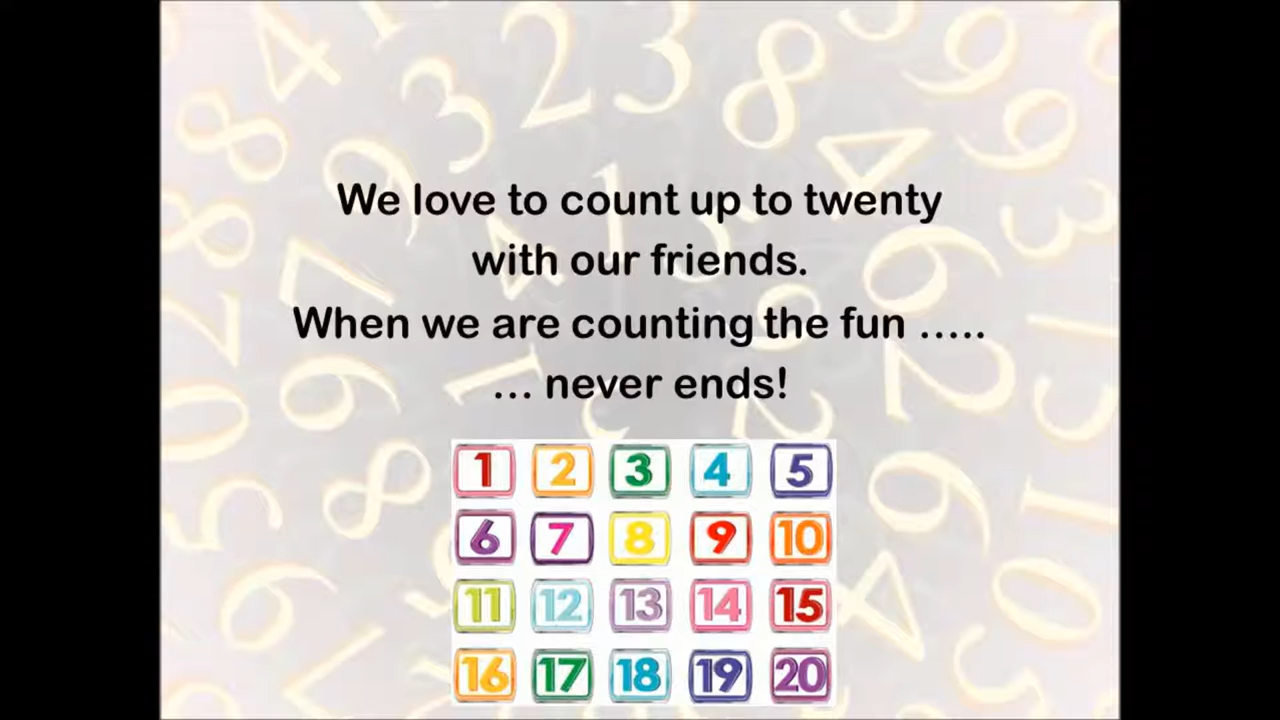 We love to count up to twenty
with our friends.
When we are counting the fun …..
… never ends!
1 2 3 4 5
6 7 8 9 10
11 12 13 14 15
16 17 18 19 20